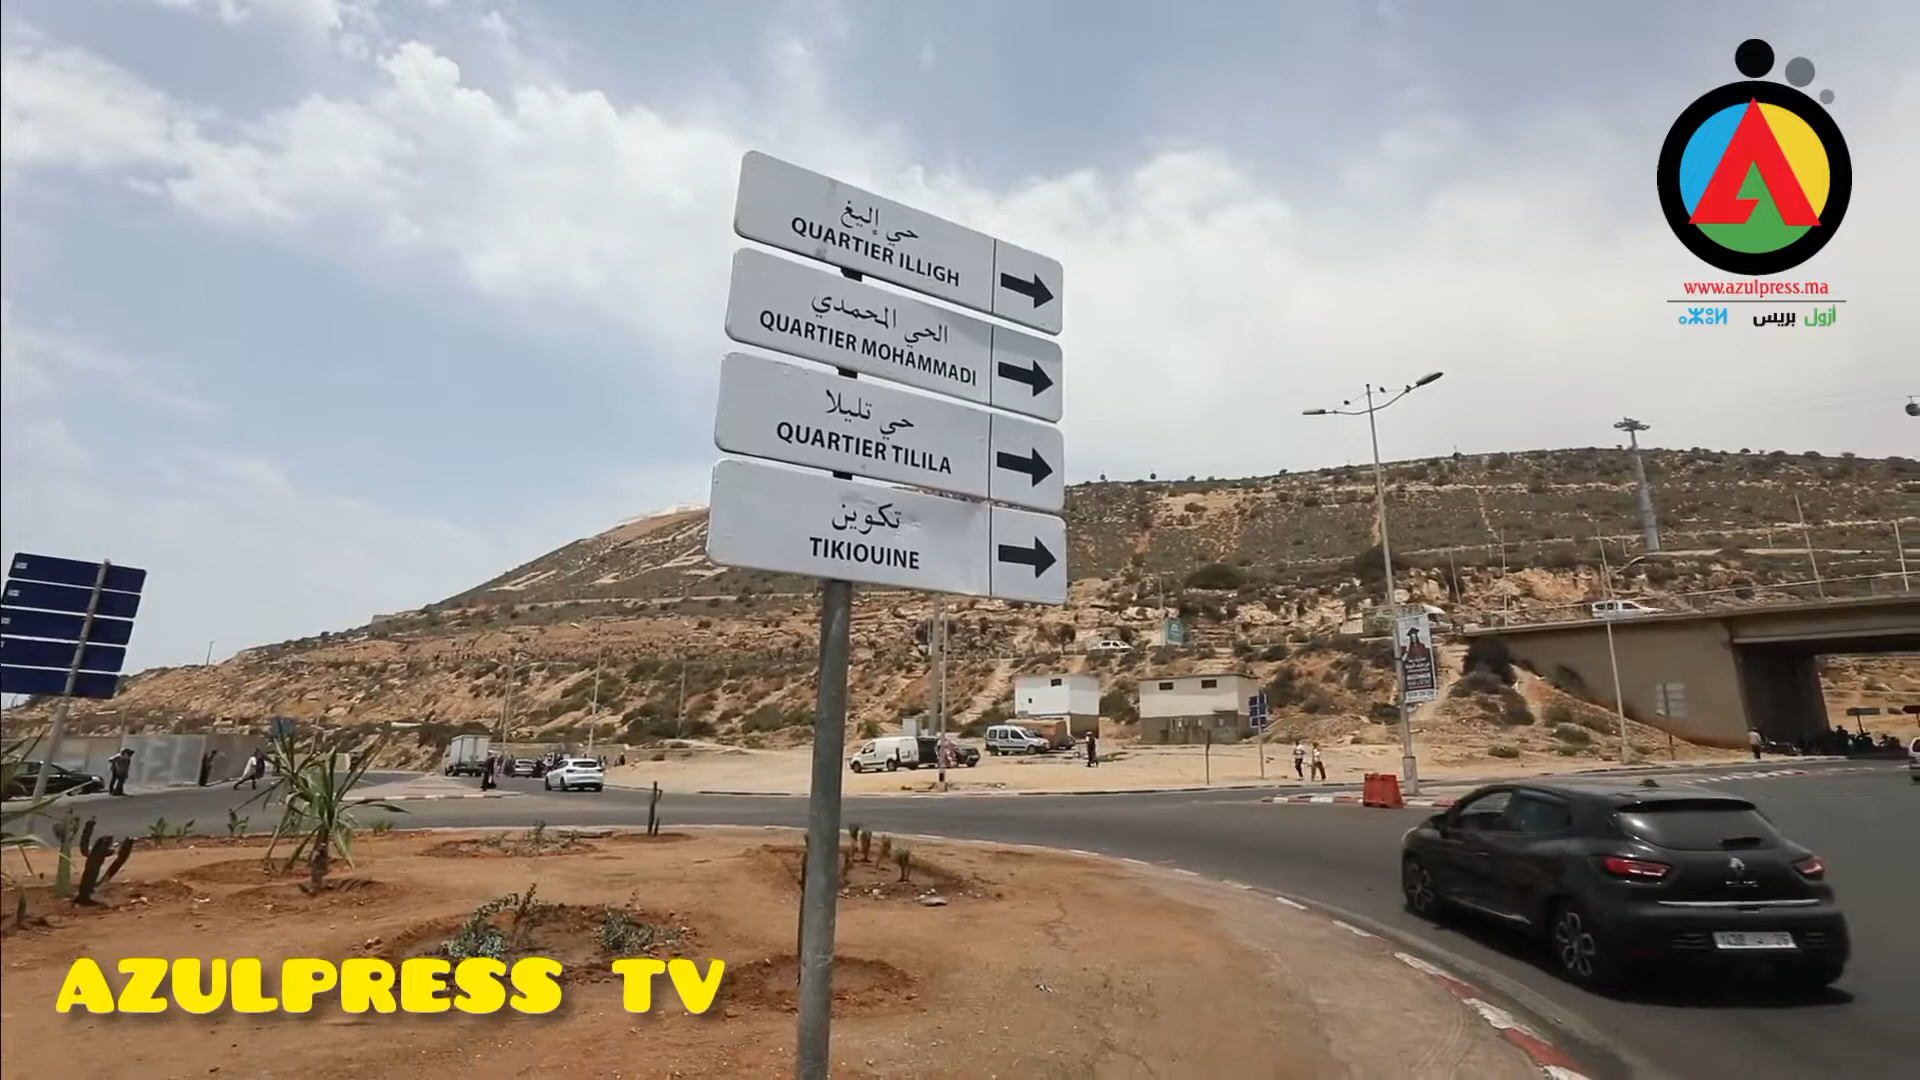 حي إليغ
QUARTIER ILLIGH
الحي المحمدي
QUARTIER MOHAMMADI
حي تليلا
QUARTIER TILILA
تكوين
TIKIOUINE
www.azulpress.ma
ⴰⵣⵓⵍ أزول بريس
AZULPRESS TV